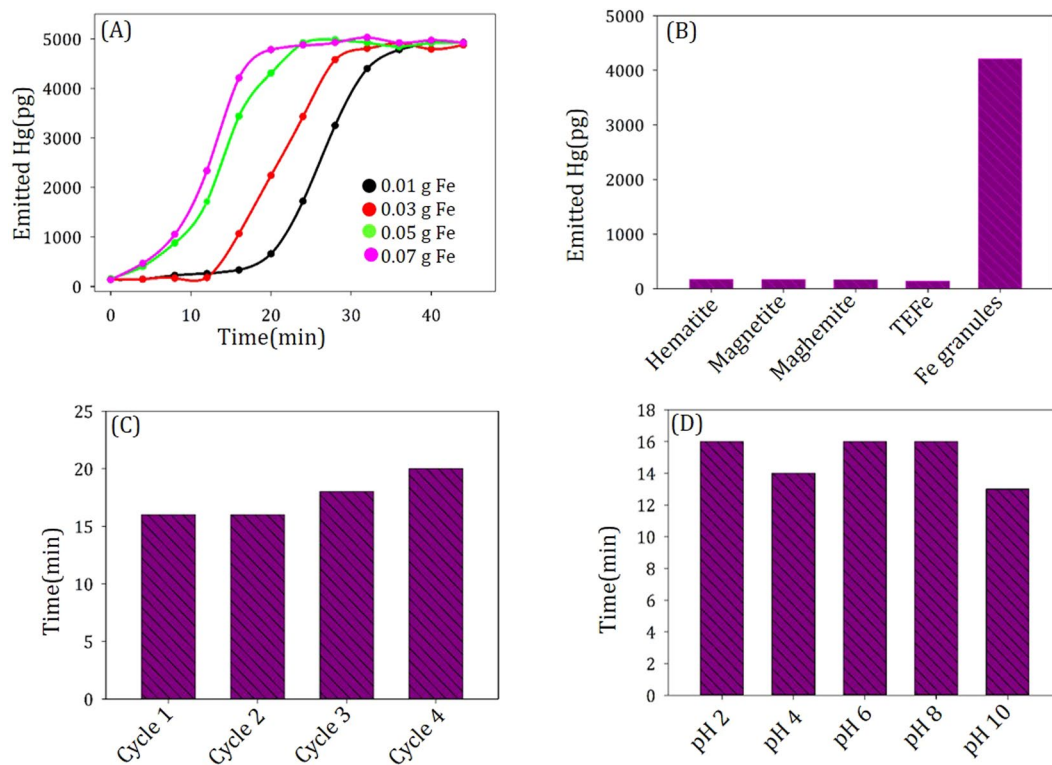 (A)
Emitted Hg(pg)
5000
4000
3000
2000
1000
0
0 10 20 30 40
Time(min)
0.01 g Fe
0.03 g Fe
0.05 g Fe
0.07 g Fe
(B)
Emitted Hg(pg)
5000
4000
3000
2000
1000
0
Hematite
Magnetite
Maghemite
TEFe
Fe granules
(C)
Time(min)
25
20
15
10
5
0
Cycle 1
Cycle 2
Cycle 3
Cycle 4
(D)
Time(min)
18
16
14
12
10
8
6
4
2
0
pH 2
pH 4
pH 6
pH 8
pH 10